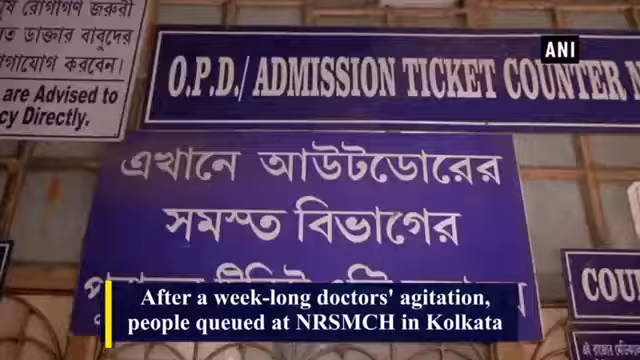 রোগীগণ জরুরী
ডাক্তার বাবুদের
যোগাযোগ করবেন।
are Advised to
Directly.
O.P.D./ ADMISSION TICKET COUNTER
ANI
এখানে আউটডোরের
সমস্ত বিভাগের
COU
After a week-long doctors' agitation,
people queued at NRSMCH in Kolkata